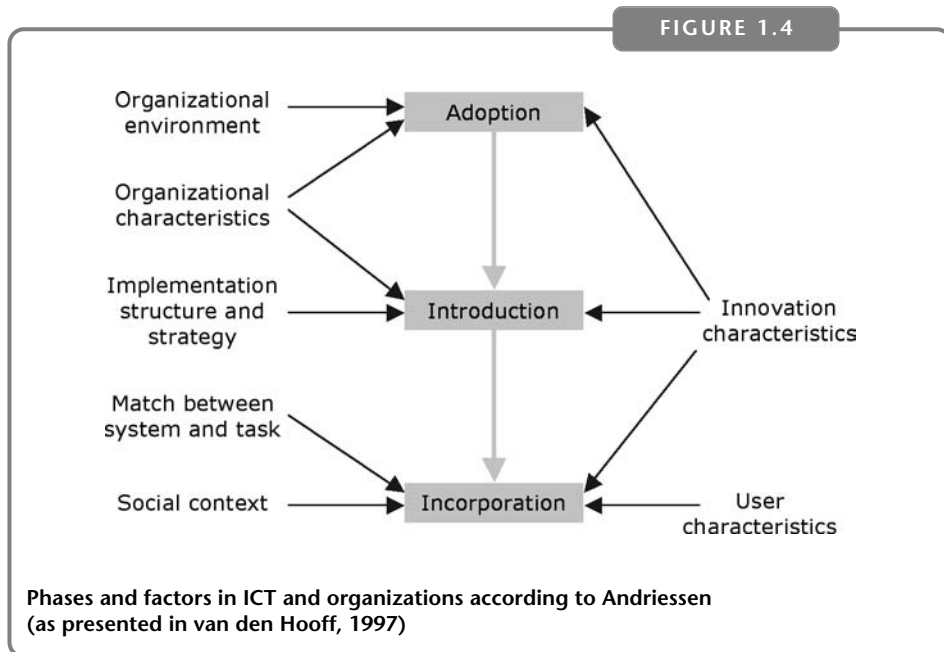 FIGURE 1.4
Organizational
environment
Adoption
Organizational
characteristics
Implementation
structure and
strategy
Introduction
Innovation
characteristics
Match between
system and task
Social context
Incorporation
User
characteristics
Phases and factors in ICT and organizations according to Andriessen
(as presented in van den Hooff, 1997)